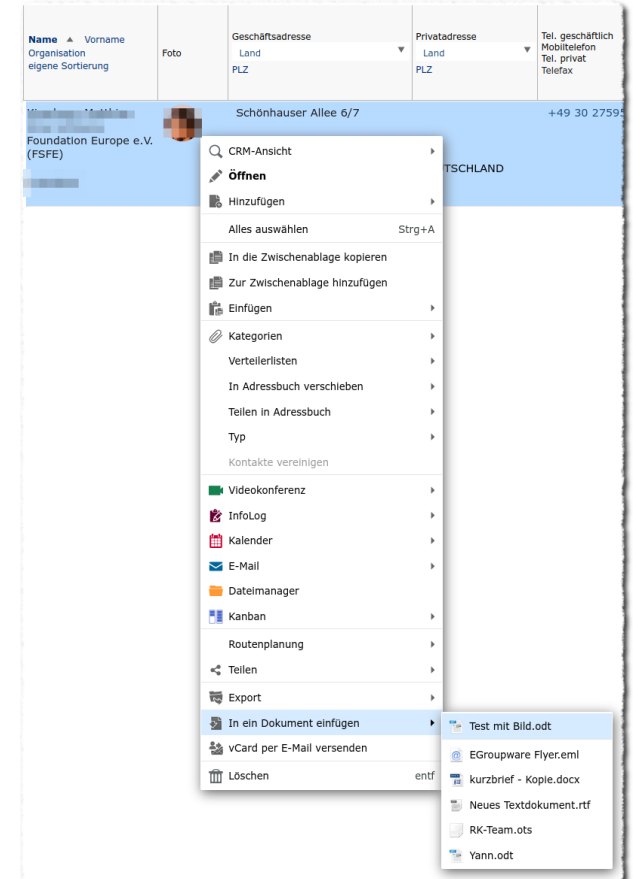 Name ▲ Vorname
Organisation
eigene Sortierung
Foto
Geschäftsadresse
Land
PLZ
Privatadresse
Land
PLZ
Tel. geschäftlich
Mobiltelefon
Tel. privat
Telefax
Foundation Europe e.V.
(FSFE)
Schönhauser Allee 6/7
TSCHLAND
+49 30 27595
CRM-Ansicht
Öffnen
Hinzufügen
Alles auswählen Strg+A
In die Zwischenablage kopieren
Zur Zwischenablage hinzufügen
Einfügen
Kategorien
Verteilerlisten
In Adressbuch verschieben
Teilen in Adressbuch
Typ
Kontakte vereinigen
Videokonferenz
InfoLog
Kalender
E-Mail
Dateimanager
Kanban
Routenplanung
Teilen
Export
In ein Dokument einfügen
vCard per E-Mail versenden
Löschen entf
Test mit Bild.odt
EGroupware Flyer.eml
kurzbrief - Kopie.docx
Neues Textdokument.rtf
RK-Team.ots
Yann.odt